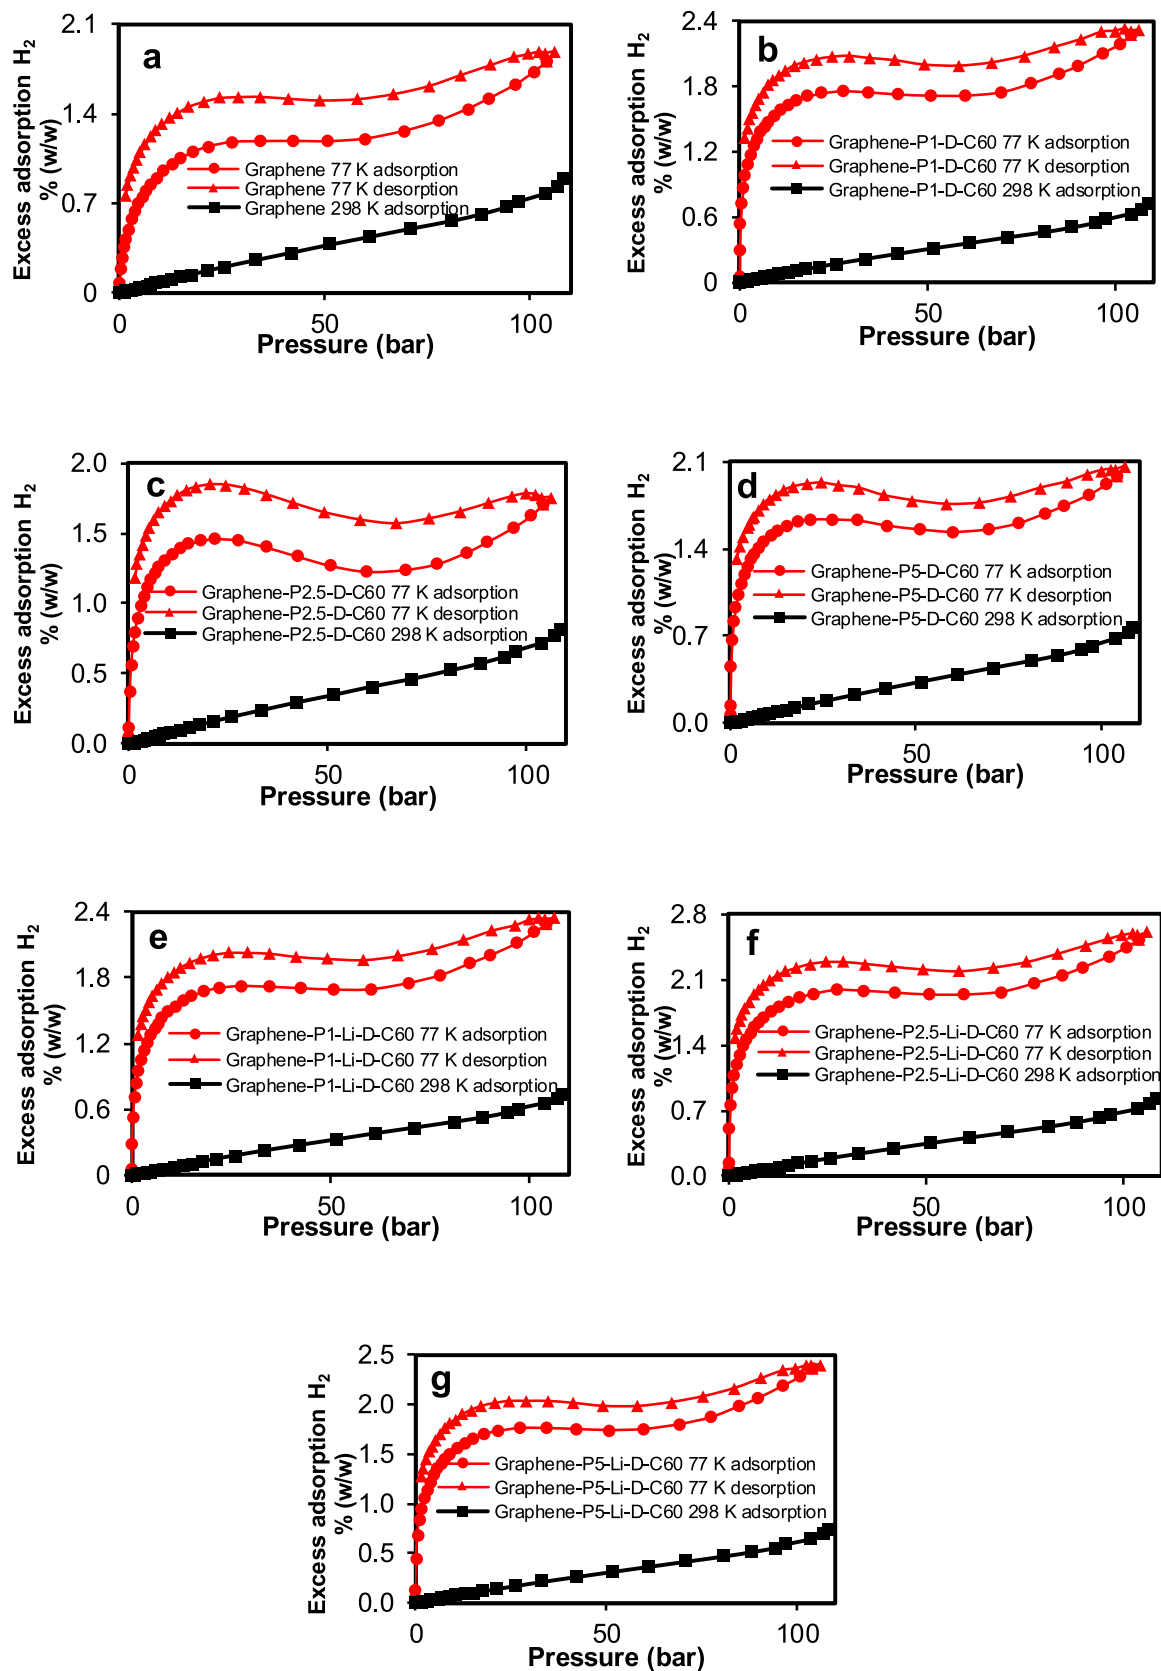 a
Excess adsorption H2
% (w/w)
2.1
1.4
0.7
0
Graphene 77 K adsorption
Graphene 77 K desorption
Graphene 298 K adsorption
0 50 100
Pressure (bar)
b
Excess adsorption H2
% (w/w)
2.4
1.8
1.2
0.6
0
Graphene-P1-D-C60 77 K adsorption
Graphene-P1-D-C60 77 K desorption
Graphene-P1-D-C60 298 K adsorption
0 50 100
Pressure (bar)
c
Excess adsorption H2
% (w/w)
2.0
1.5
1.0
0.5
0.0
Graphene-P2.5-D-C60 77 K adsorption
Graphene-P2.5-D-C60 77 K desorption
Graphene-P2.5-D-C60 298 K adsorption
0 50 100
Pressure (bar)
d
Excess adsorption H2
% (w/w)
2.1
1.4
0.7
0.0
Graphene-P5-D-C60 77 K adsorption
Graphene-P5-D-C60 77 K desorption
Graphene-P5-D-C60 298 K adsorption
0 50 100
Pressure (bar)
e
Excess adsorption H2
% (w/w)
2.4
1.8
1.2
0.6
0
Graphene-P1-Li-D-C60 77 K adsorption
Graphene-P1-Li-D-C60 77 K desorption
Graphene-P1-Li-D-C60 298 K adsorption
0 50 100
Pressure (bar)
f
Excess adsorption H2
% (w/w)
2.8
2.1
1.4
0.7
0.0
Graphene-P2.5-Li-D-C60 77 K adsorption
Graphene-P2.5-Li-D-C60 77 K desorption
Graphene-P2.5-Li-D-C60 298 K adsorption
0 50 100
Pressure (bar)
g
Excess adsorption H2
% (w/w)
2.5
2.0
1.5
1.0
0.5
0.0
Graphene-P5-Li-D-C60 77 K adsorption
Graphene-P5-Li-D-C60 77 K desorption
Graphene-P5-Li-D-C60 298 K adsorption
0 50 100
Pressure (bar)